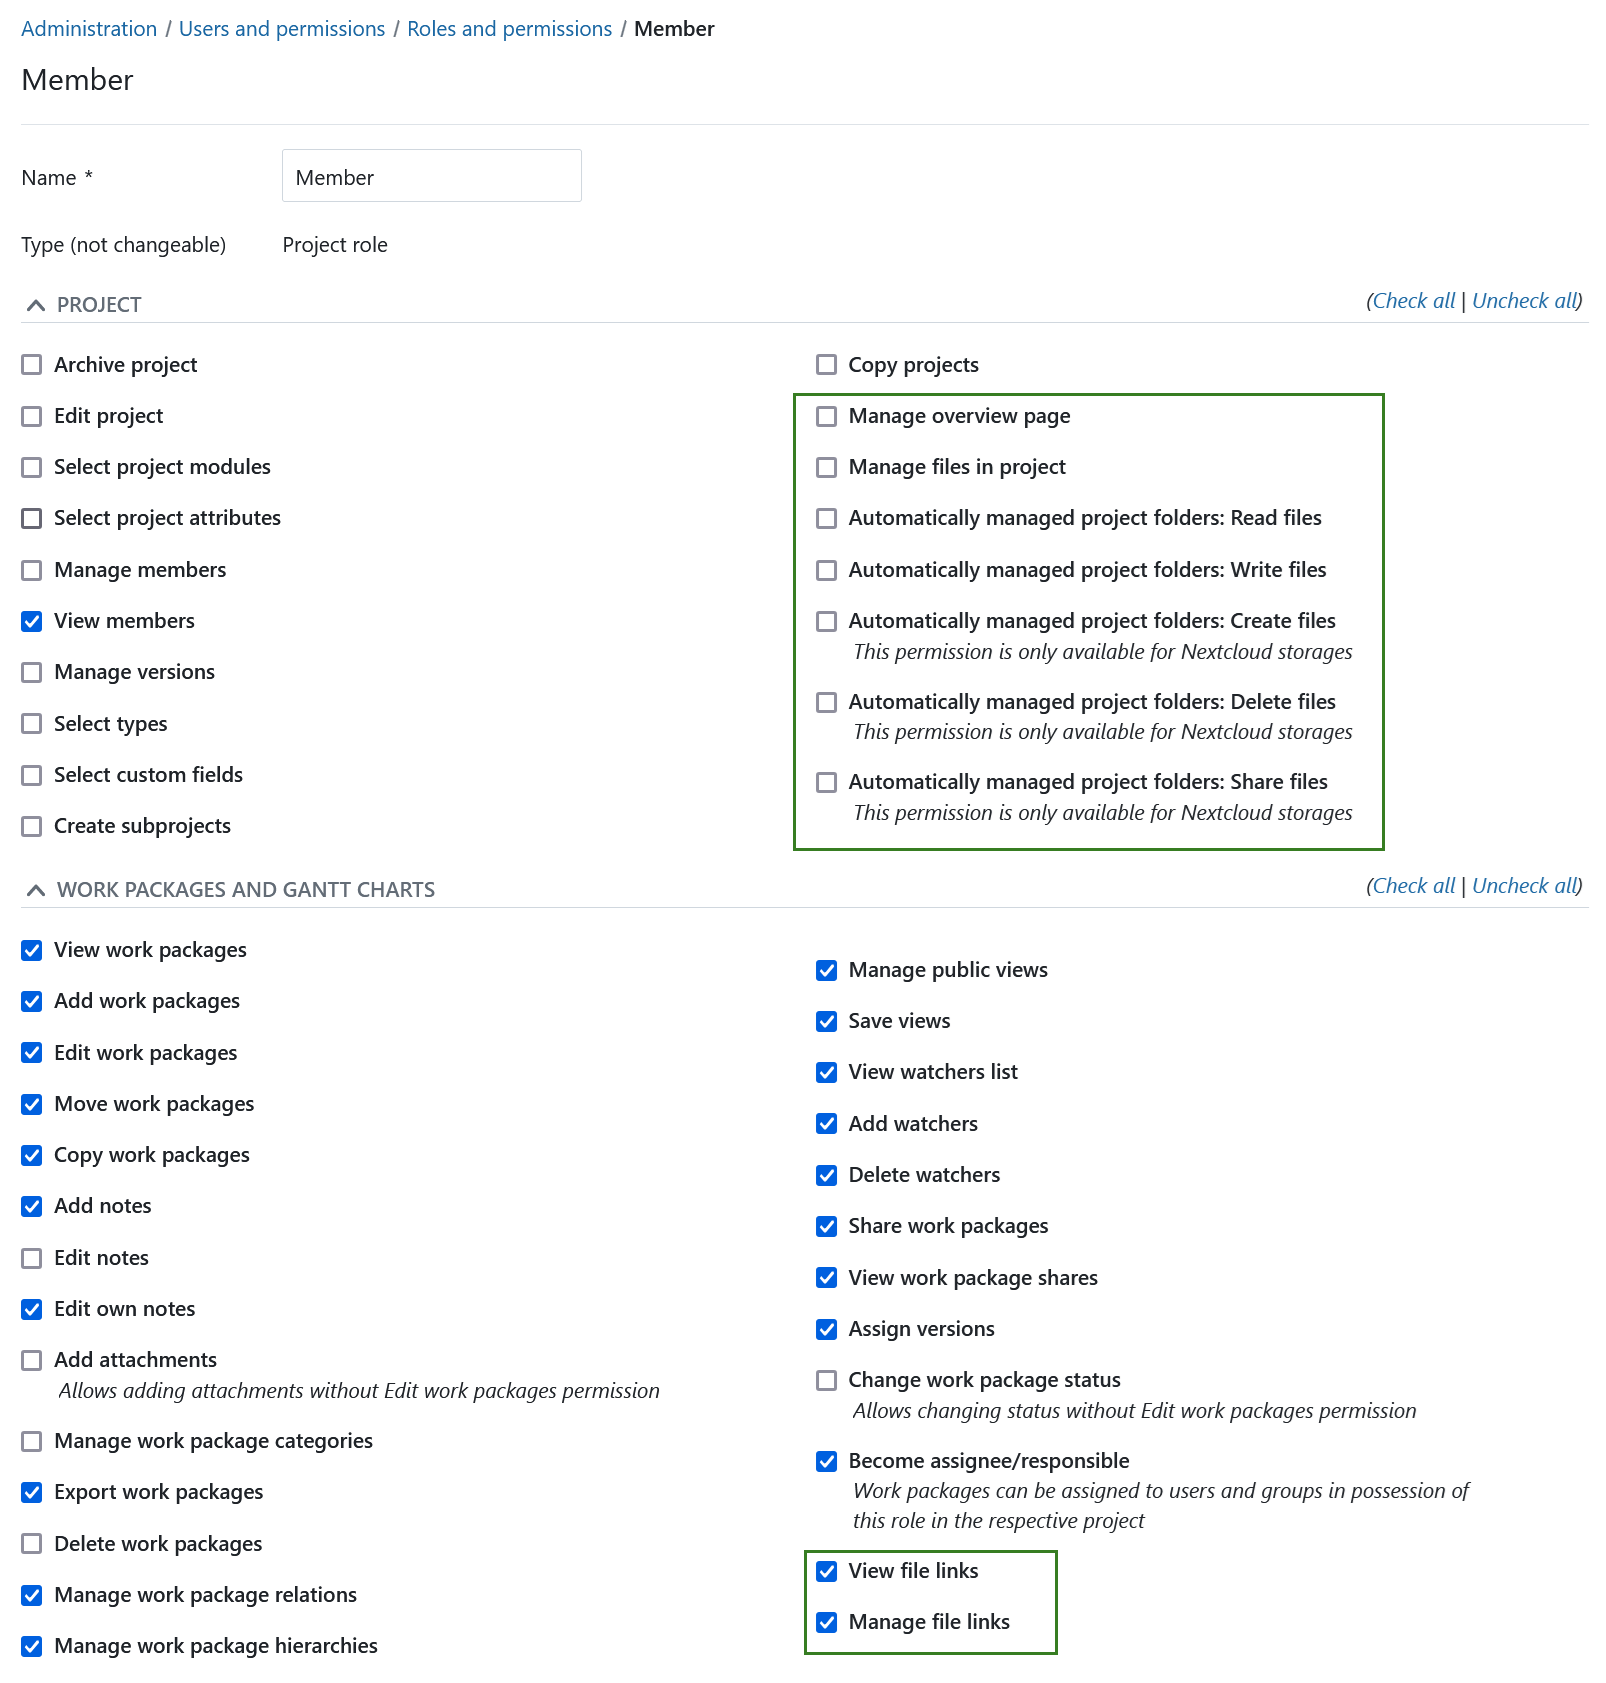 Administration / Users and permissions / Roles and permissions / Member
Member
Name *
Member
Type (not changeable)
Project role
PROJECT
(Check all | Uncheck all)
Archive project
Edit project
Select project modules
Select project attributes
Manage members
View members
Manage versions
Select types
Select custom fields
Create subprojects
Copy projects
Manage overview page
Manage files in project
Automatically managed project folders: Read files
Automatically managed project folders: Write files
Automatically managed project folders: Create files
This permission is only available for Nextcloud storages
Automatically managed project folders: Delete files
This permission is only available for Nextcloud storages
Automatically managed project folders: Share files
This permission is only available for Nextcloud storages
WORK PACKAGES AND GANTT CHARTS
(Check all | Uncheck all)
View work packages
Add work packages
Edit work packages
Move work packages
Copy work packages
Add notes
Edit notes
Edit own notes
Add attachments
Allows adding attachments without Edit work packages permission
Manage work package categories
Export work packages
Delete work packages
Manage work package relations
Manage work package hierarchies
Manage public views
Save views
View watchers list
Add watchers
Delete watchers
Share work packages
View work package shares
Assign versions
Change work package status
Allows changing status without Edit work packages permission
Become assignee/responsible
Work packages can be assigned to users and groups in possession of
this role in the respective project
View file links
Manage file links